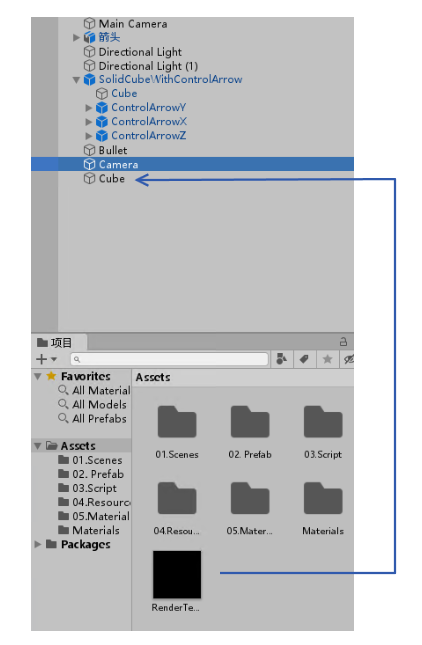 Main Camera
箭头
Directional Light
Directional Light (1)
SolidCubeWithControlArrow
Cube
ControlArrowY
ControlArrowX
ControlArrowZ
Bullet
Camera
Cube
项目
Favorites
All Material
All Models
All Prefabs
Assets
01.Scenes
02. Prefab
03.Script
04.Resourc
05.Material
Materials
Packages
Assets
01.Scenes
02. Prefab
03.Script
04.Resou...
05.Mater...
Materials
RenderTe...